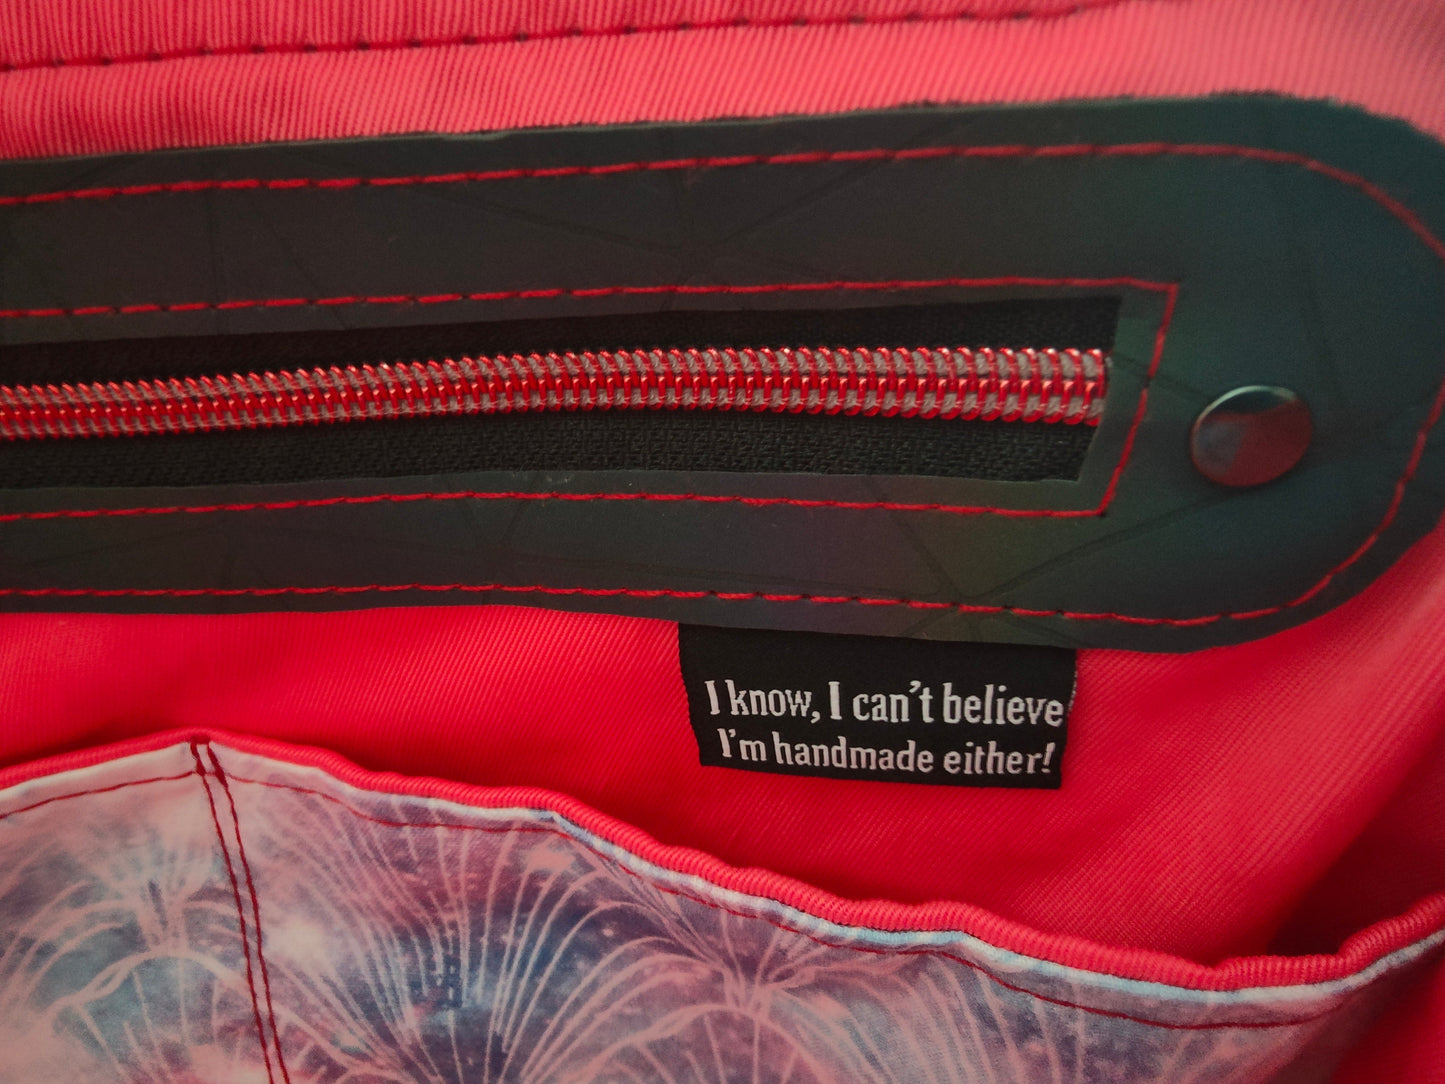 I know, I can't believe
I'm handmade either!